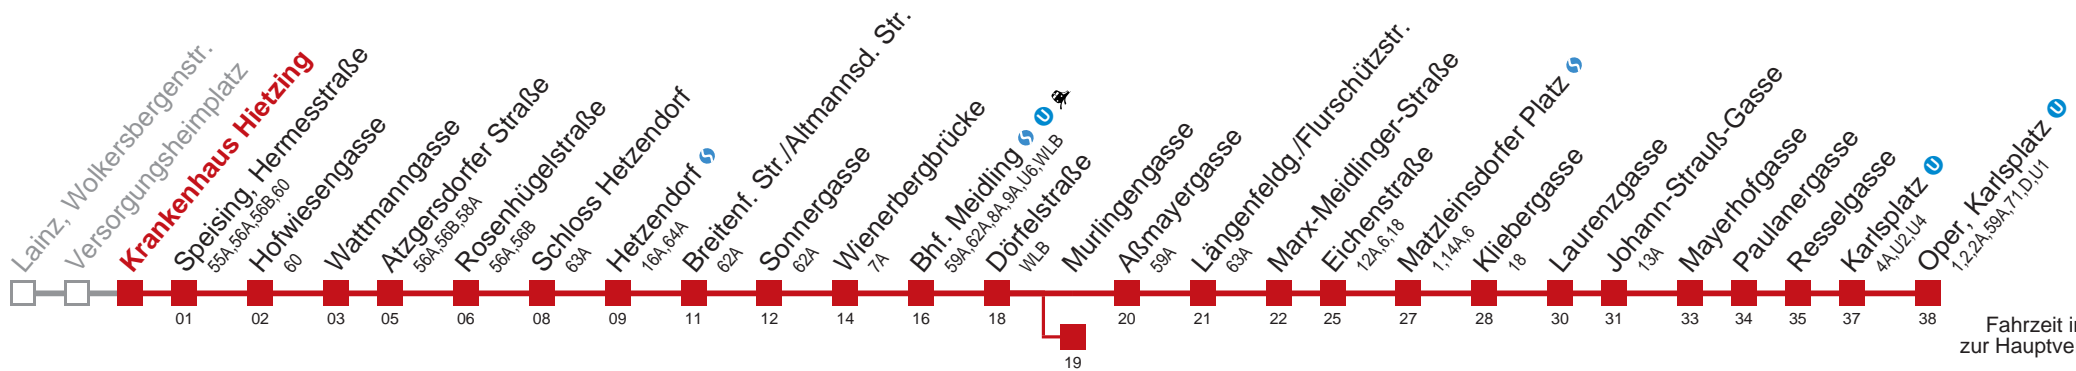 Lainz, Wolkersbergenstr.
Versorgungsheimplatz
Krankenhaus Hietzing
Speising, Hermesstraße
55A,56A,56B,60
Hofwiesengasse
60
Wattmanngasse
Atzgersdorfer Straße
56A,56B,58A
Rosenhügelstraße
56A,56B
Schloss Hetzendorf
63A
Hetzendorf S
16A,64A
Breitenf. Str./Altmannsd. Str.
62A
Sonnergasse
62A
Wienerbergbrücke
7A
Bhf. Meidling S U
59A,62A,8A,9A,U6,WLB
Dörfelstraße
WLB
Murlingengasse
Aßmayergasse
59A
Längenfeldg./Flurschützstr.
63A
Marx-Meidlinger-Straße
Eichenstraße
12A,6,18
Matzleinsdorfer Platz S
1,14A,6
Kliebergasse
18
Laurenzgasse
Johann-Strauß-Gasse
13A
Mayerhofgasse
Paulanergasse
Resselgasse
Karlsplatz U
4A,U2,U4
Oper, Karlsplatz U
1,2,2A,59A,71,D,U1
01 02 03 05 06 08 09 11 12 14 16 18 20 21 22 25 27 28 30 31 33 34 35 37 38
19
Fahrzeit i
zur Hauptve